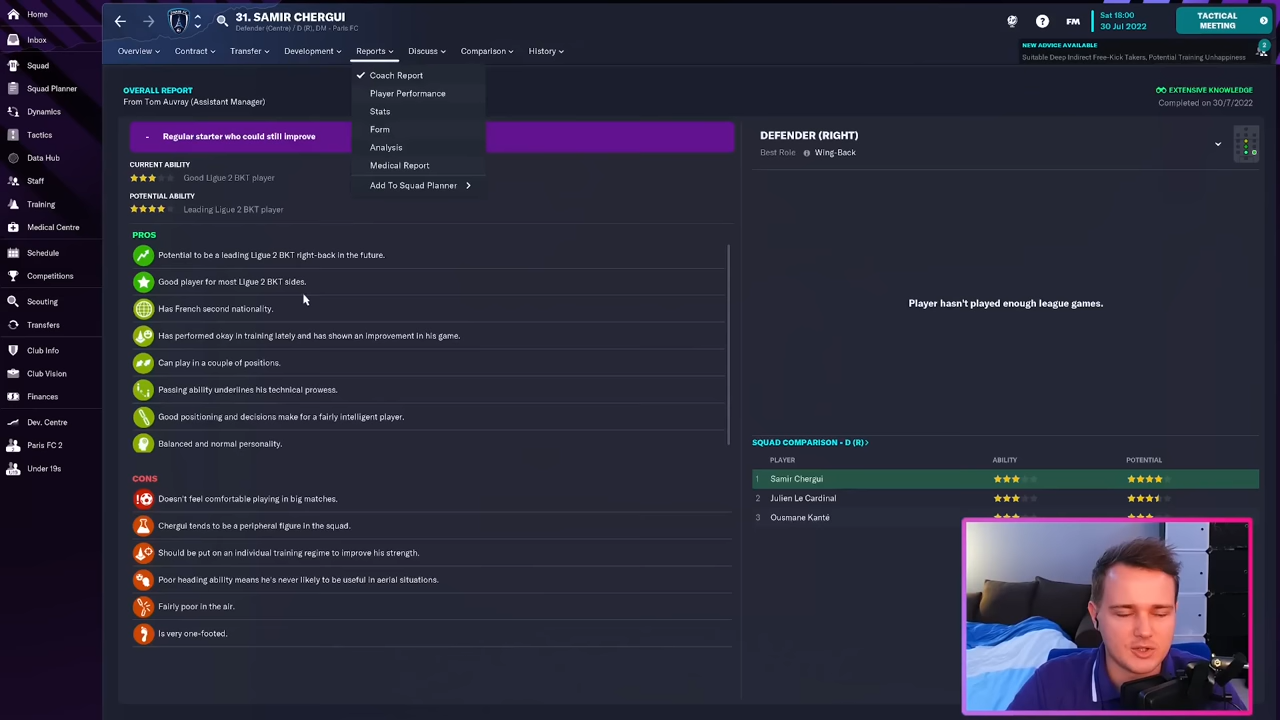 Home
Inbox
Squad
Squad Planner
Dynamics
Tactics
Data Hub
Staff
Training
Medical Centre
Schedule
Competitions
Scouting
Transfers
Club Info
Club Vision
Finances
Dev. Centre
Paris FC 2
Under 19s
31. SAMIR CHERGUI
Defender (Centre) / D (R), DM - Paris FC
FM
Sat 18:00
30 Jul 2022
TACTICAL MEETING
Overview
Contract
Transfer
Development
Reports
Discuss
Comparison
History
NEW ADVICE AVAILABLE
2
Suitable Deep Indirect Free-Kick Takers, Potential Training Unhappiness
Coach Report
Player Performance
Stats
Form
Analysis
Medical Report
Add To Squad Planner
OVERALL REPORT
From Tom Auvray (Assistant Manager)
EXTENSIVE KNOWLEDGE
Completed on 30/7/2022
- Regular starter who could still improve
CURRENT ABILITY
Good Ligue 2 BKT player
POTENTIAL ABILITY
Leading Ligue 2 BKT player
PROS
Potential to be a leading Ligue 2 BKT right-back in the future.
Good player for most Ligue 2 BKT sides.
Has French second nationality.
Has performed okay in training lately and has shown an improvement in his game.
Can play in a couple of positions.
Passing ability underlines his technical prowess.
Good positioning and decisions make for a fairly intelligent player.
Balanced and normal personality.
CONS
Doesn't feel comfortable playing in big matches.
Chergui tends to be a peripheral figure in the squad.
Should be put on an individual training regime to improve his strength.
Poor heading ability means he's never likely to be useful in aerial situations.
Fairly poor in the air.
Is very one-footed.
DEFENDER (RIGHT)
Best Role Wing-Back
Player hasn't played enough league games.
SQUAD COMPARISON - D (R)
PLAYER ABILITY POTENTIAL
1 Samir Chergui
2 Julien Le Cardinal
3 Ousmane Kanté